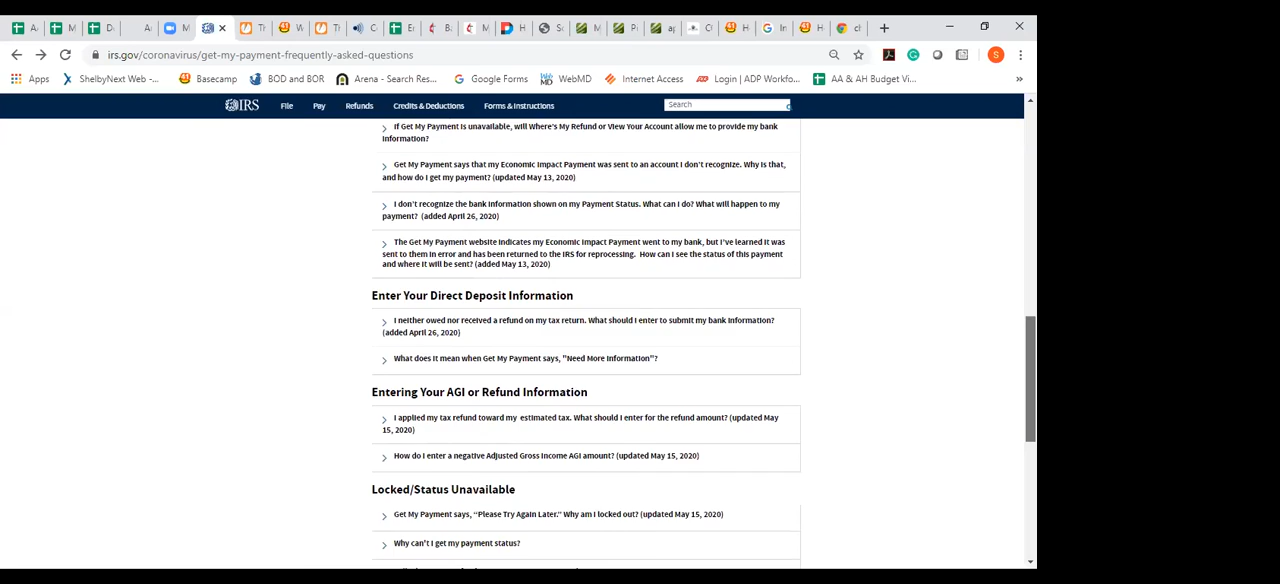 M
Tl
W
Tl
C
Er
B
M
H
Sc
M
Pi
ap
C
H
In
H
cl
irs.gov/coronavirus/get-my-payment-frequently-asked-questions
S
Apps ShelbyNext Web -... Basecamp BOD and BOR Arena - Search Res... Google Forms WebMD Internet Access Login | ADP Workfo... AA & AH Budget Vi... »
IRS File Pay Refunds Credits & Deductions Forms & Instructions Search
If Get My Payment is unavailable, will Where's My Refund or View Your Account allow me to provide my bank
information?
Get My Payment says that my Economic Impact Payment was sent to an account I don't recognize. Why is that,
and how do I get my payment? (updated May 13, 2020)
I don't recognize the bank information shown on my Payment Status. What can I do? What will happen to my
payment? (added April 26, 2020)
The Get My Payment website indicates my Economic Impact Payment went to my bank, but I've learned it was
sent to them in error and has been returned to the IRS for reprocessing. How can I see the status of this payment
and where it will be sent? (added May 13, 2020)
Enter Your Direct Deposit Information
I neither owed nor received a refund on my tax return. What should I enter to submit my bank information?
(added April 26, 2020)
What does it mean when Get My Payment says, "Need More Information"?
Entering Your AGI or Refund Information
I applied my tax refund toward my estimated tax. What should I enter for the refund amount? (updated May
15, 2020)
How do I enter a negative Adjusted Gross Income AGI amount? (updated May 15, 2020)
Locked/Status Unavailable
Get My Payment says, “Please Try Again Later.” Why am I locked out? (updated May 15, 2020)
Why can't I get my payment status?